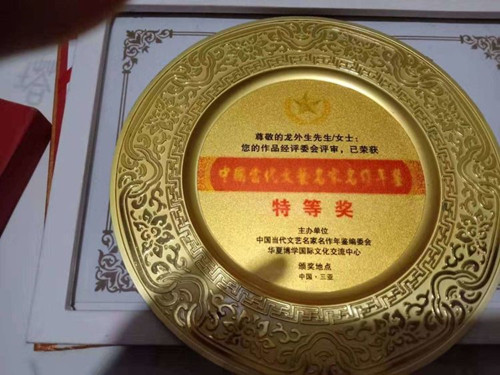 尊敬的龙外生先生/女士：
您的作品经评委会评审，已荣获
中国当代文艺名家名作年鉴
特等奖
主办单位
中国当代文艺名家名作年鉴编委会
华夏博学国际文化交流中心
颁奖地点
中国·三亚